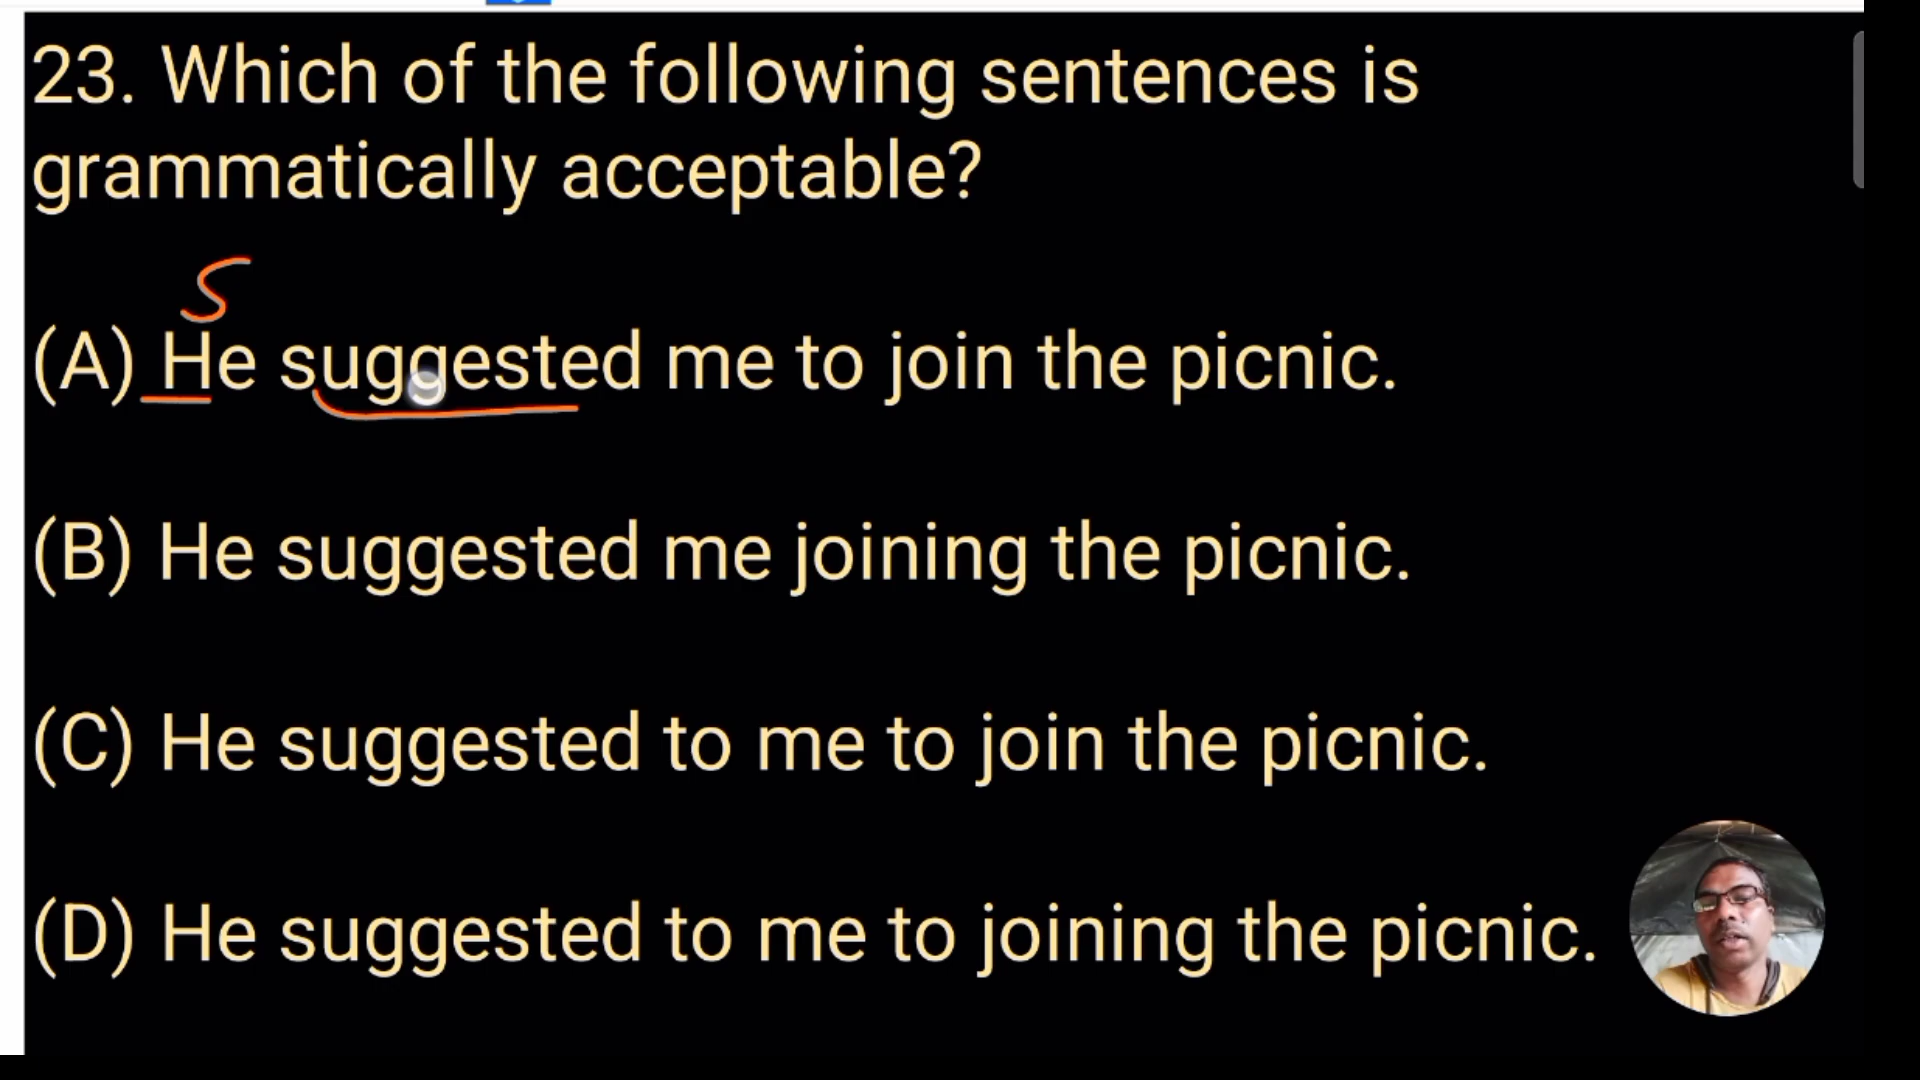 23. Which of the following sentences is
grammatically acceptable?
S
(A) He suggested me to join the picnic.
(B) He suggested me joining the picnic.
(C) He suggested to me to join the picnic.
(D) He suggested to me to joining the picnic.